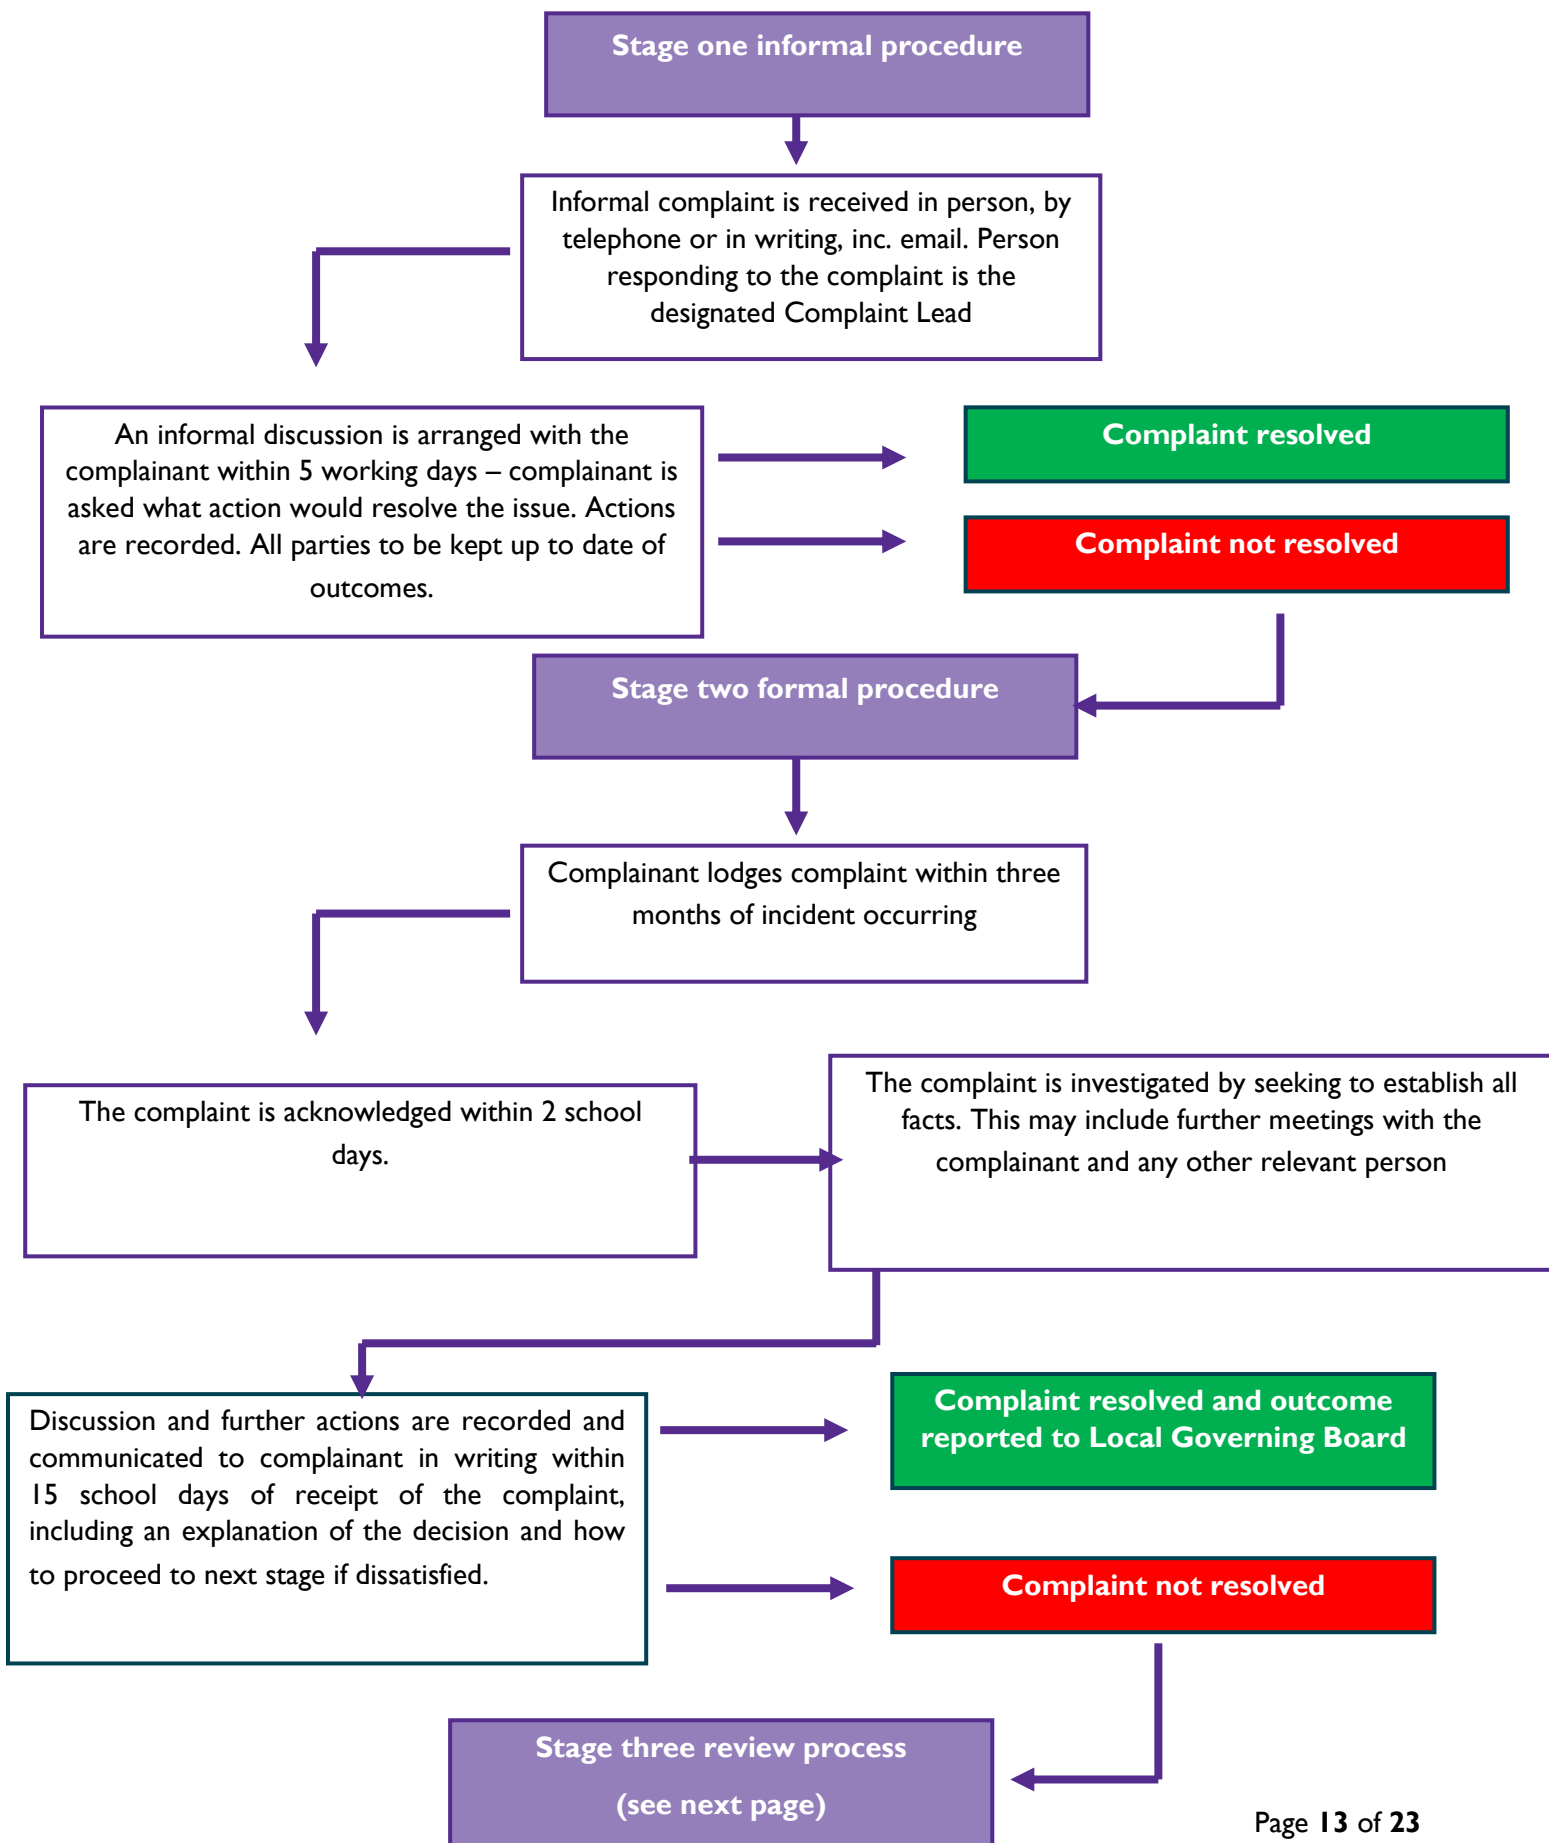 Stage one informal procedure
Informal complaint is received in person, by
telephone or in writing, inc. email. Person
responding to the complaint is the
designated Complaint Lead
An informal discussion is arranged with the
complainant within 5 working days – complainant is
asked what action would resolve the issue. Actions
are recorded. All parties to be kept up to date of
outcomes.
Complaint resolved
Complaint not resolved
Stage two formal procedure
Complainant lodges complaint within three
months of incident occurring
The complaint is acknowledged within 2 school
days.
The complaint is investigated by seeking to establish all
facts. This may include further meetings with the
complainant and any other relevant person
Discussion and further actions are recorded and
communicated to complainant in writing within
15 school days of receipt of the complaint,
including an explanation of the decision and how
to proceed to next stage if dissatisfied.
Complaint resolved and outcome
reported to Local Governing Board
Complaint not resolved
Stage three review process
(see next page)
Page 13 of 23